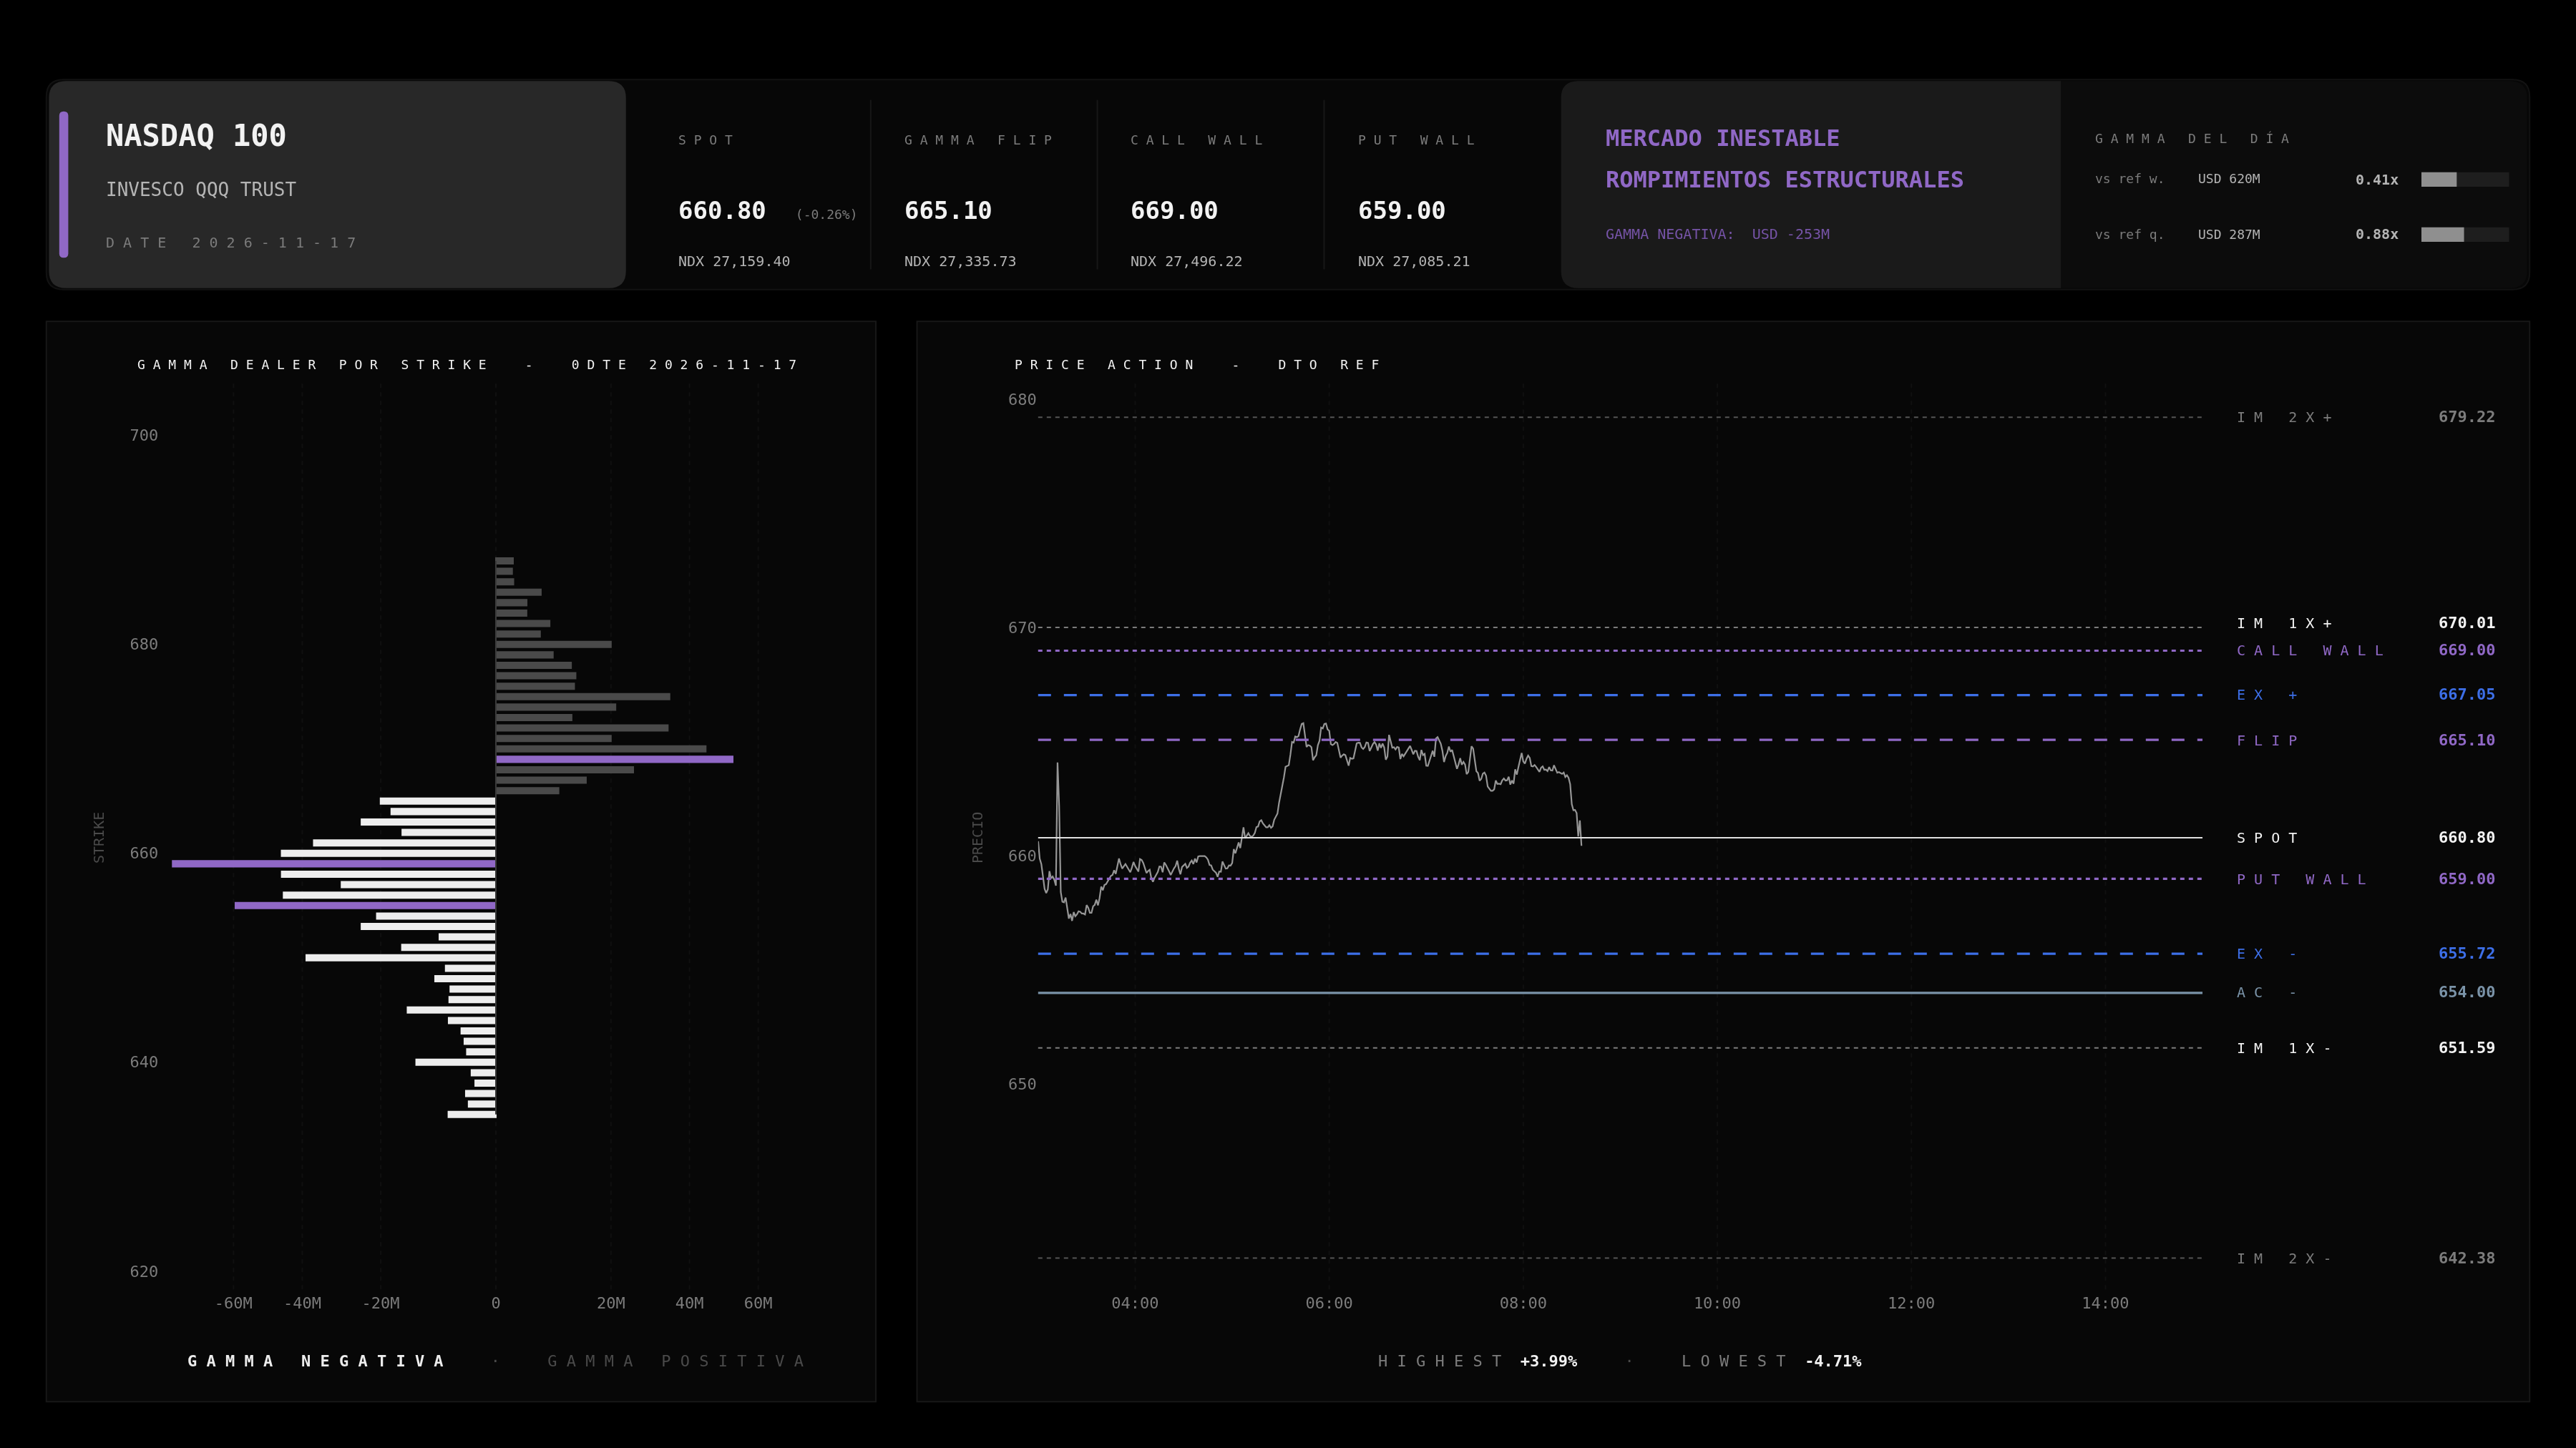 NASDAQ 100
INVESCO QQQ TRUST
DATE 2026-11-17
SPOT
660.80 (-0.26%)
NDX 27,159.40
GAMMA FLIP
665.10
NDX 27,335.73
CALL WALL
669.00
NDX 27,496.22
PUT WALL
659.00
NDX 27,085.21
MERCADO INESTABLE
ROMPIMIENTOS ESTRUCTURALES
GAMMA NEGATIVA: USD -253M
GAMMA DEL DÍA
vs ref w. USD 620M 0.41x
vs ref q. USD 287M 0.88x
GAMMA DEALER POR STRIKE - 0DTE 2026-11-17
700
680
660
640
620
STRIKE
-60M -40M -20M 0 20M 40M 60M
GAMMA NEGATIVA · GAMMA POSITIVA
PRICE ACTION - DTO REF
680
670
660
650
PRECIO
IM 2X+ 679.22
IM 1X+ 670.01
CALL WALL 669.00
EX + 667.05
FLIP 665.10
SPOT 660.80
PUT WALL 659.00
EX - 655.72
AC - 654.00
IM 1X- 651.59
IM 2X- 642.38
04:00 06:00 08:00 10:00 12:00 14:00
HIGHEST +3.99% · LOWEST -4.71%